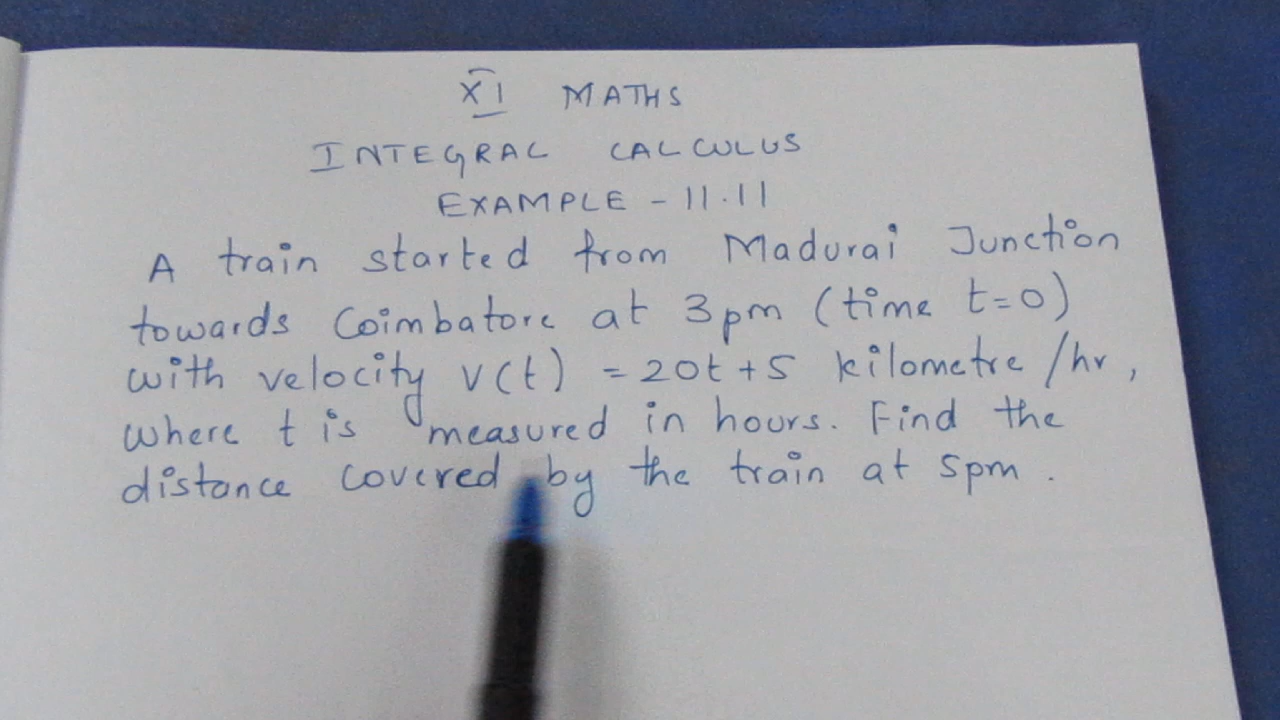 XI MATHS
INTEGRAL CALCULUS
EXAMPLE - 11.11
A train started from Madurai Junction
towards Coimbatore at 3pm (time t=0)
with velocity v(t) = 20t+5 kilometre /hr,
where t is measured in hours. Find the
distance covered by the train at 5pm.